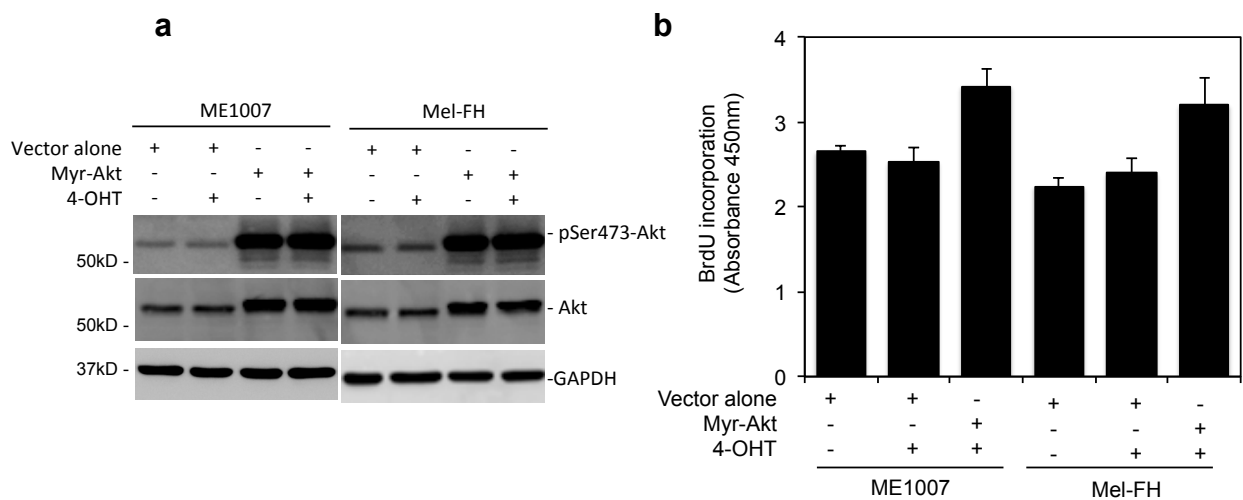 a
ME1007 Mel-FH
Vector alone + + - - + + - -
Myr-Akt - - + + - - + +
4-OHT - + - + - + - +
- pSer473-Akt
50kD -
- Akt
50kD -
37kD -
-GAPDH
b
BrdU incorporation
(Absorbance 450nm)
4
3
2
1
0
Vector alone + + - + + -
Myr-Akt - - + - - +
4-OHT - + + - + +
ME1007 Mel-FH